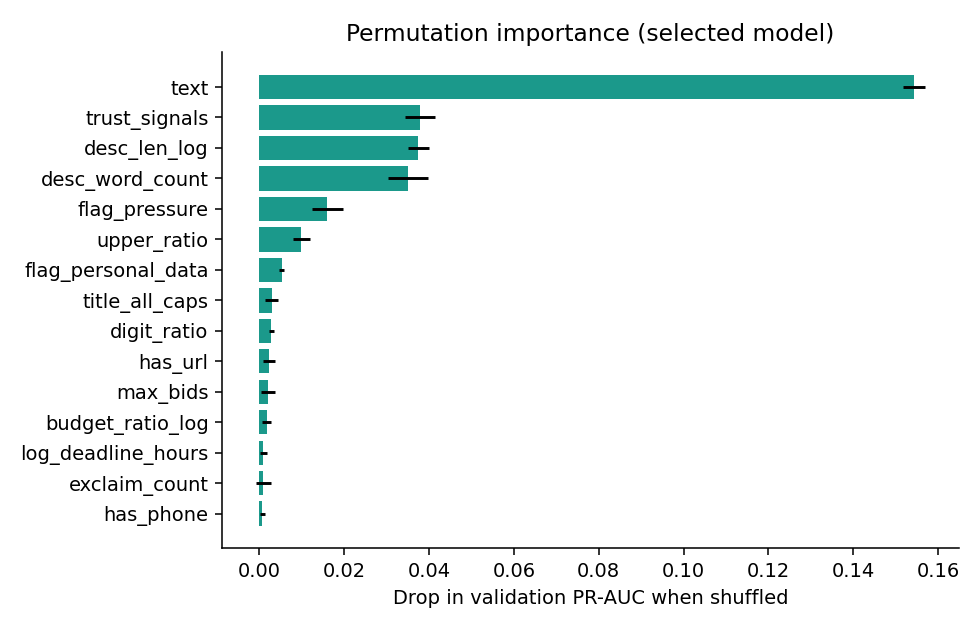 Permutation importance (selected model)
text
trust_signals
desc_len_log
desc_word_count
flag_pressure
upper_ratio
flag_personal_data
title_all_caps
digit_ratio
has_url
max_bids
budget_ratio_log
log_deadline_hours
exclaim_count
has_phone
0.00 0.02 0.04 0.06 0.08 0.10 0.12 0.14 0.16
Drop in validation PR-AUC when shuffled